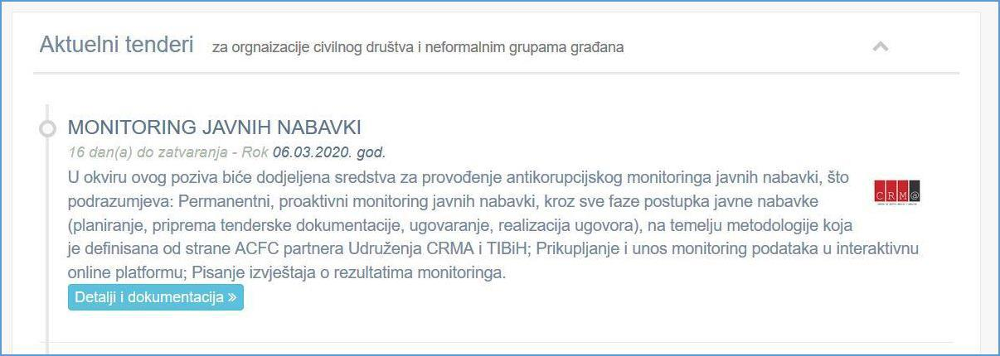 Aktuelni tenderi za orgnaizacije civilnog društva i neformalnim grupama građana
MONITORING JAVNIH NABAVKI
16 dan(a) do zatvaranja - Rok 06.03.2020. god.
U okviru ovog poziva biće dodjeljena sredstva za provođenje antikorupcijskog monitoringa javnih nabavki, što
podrazumjeva: Permanentni, proaktivni monitoring javnih nabavki, kroz sve faze postupka javne nabavke
(planiranje, priprema tenderske dokumentacije, ugovaranje, realizacija ugovora), na temelju metodologije koja
je definisana od strane ACFC partnera Udruženja CRMA i TIBiH; Prikupljanje i unos monitoring podataka u interaktivnu
online platformu; Pisanje izvještaja o rezultatima monitoringa.
CRM@
Detalji i dokumentacija »